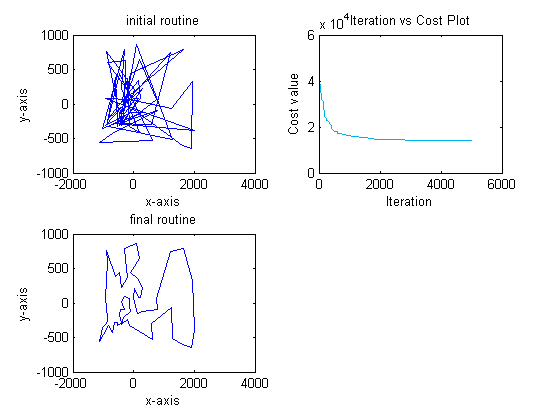 initial routine
1000
500
0
-500
-1000
y-axis
-2000
0
2000
4000
x-axis
x 10^4
Iteration vs Cost Plot
6
4
2
0
Cost value
0
2000
4000
6000
Iteration
final routine
1000
500
0
-500
-1000
y-axis
-2000
0
2000
4000
x-axis